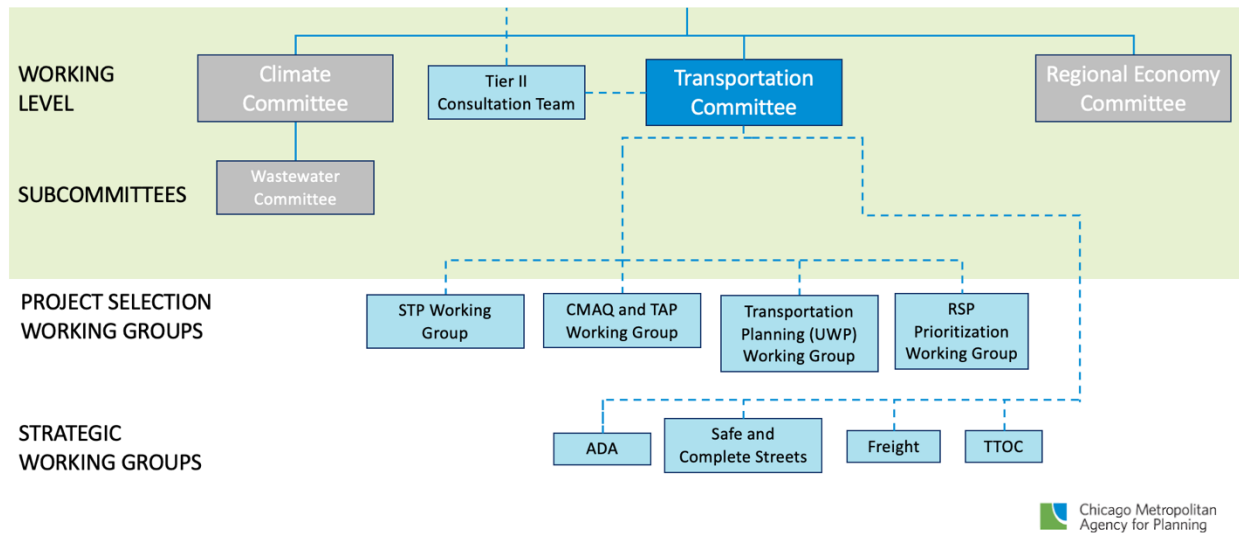 WORKING
LEVEL
Climate
Committee
Tier II
Consultation Team
Transportation
Committee
Regional Economy
Committee
SUBCOMMITTEES
Wastewater
Committee
PROJECT SELECTION
WORKING GROUPS
STP Working
Group
CMAQ and TAP
Working Group
Transportation
Planning (UWP)
Working Group
RSP
Prioritization
Working Group
STRATEGIC
WORKING GROUPS
ADA
Safe and
Complete Streets
Freight
TTOC
Chicago Metropolitan
Agency for Planning